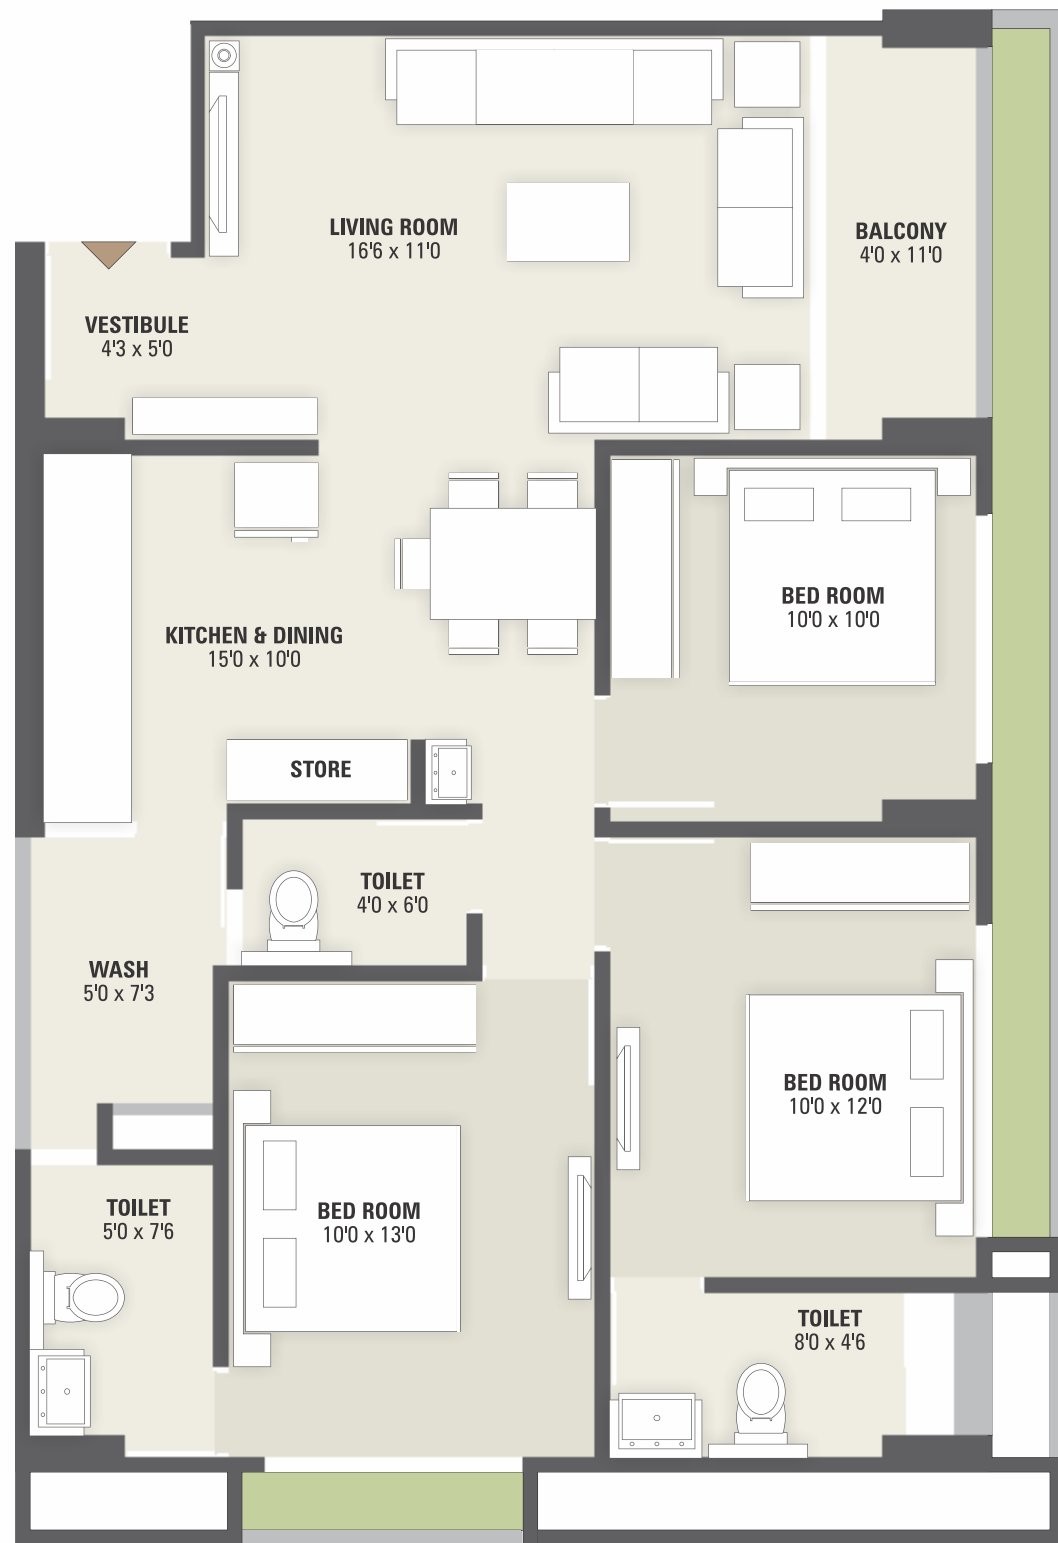 LIVING ROOM
16'6 x 11'0
BALCONY
4'0 x 11'0
VESTIBULE
4'3 x 5'0
BED ROOM
10'0 x 10'0
KITCHEN & DINING
15'0 x 10'0
STORE
TOILET
4'0 x 6'0
WASH
5'0 x 7'3
BED ROOM
10'0 x 12'0
TOILET
5'0 x 7'6
BED ROOM
10'0 x 13'0
TOILET
8'0 x 4'6